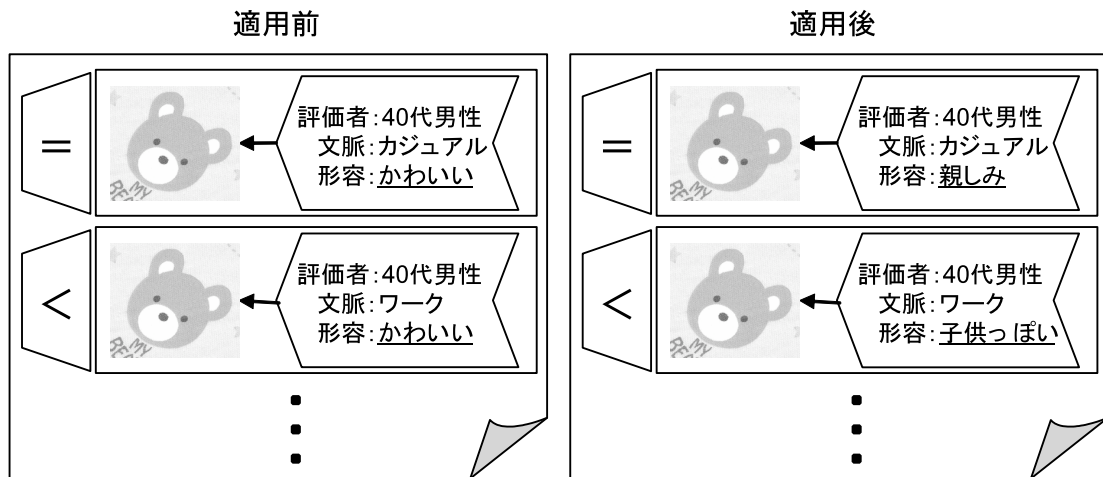 適用前
=
評価者:40代男性
文脈:カジュアル
形容:かわいい
<
評価者:40代男性
文脈:ワーク
形容:かわいい
適用後
=
評価者:40代男性
文脈:カジュアル
形容:親しみ
<
評価者:40代男性
文脈:ワーク
形容:子供っぽい